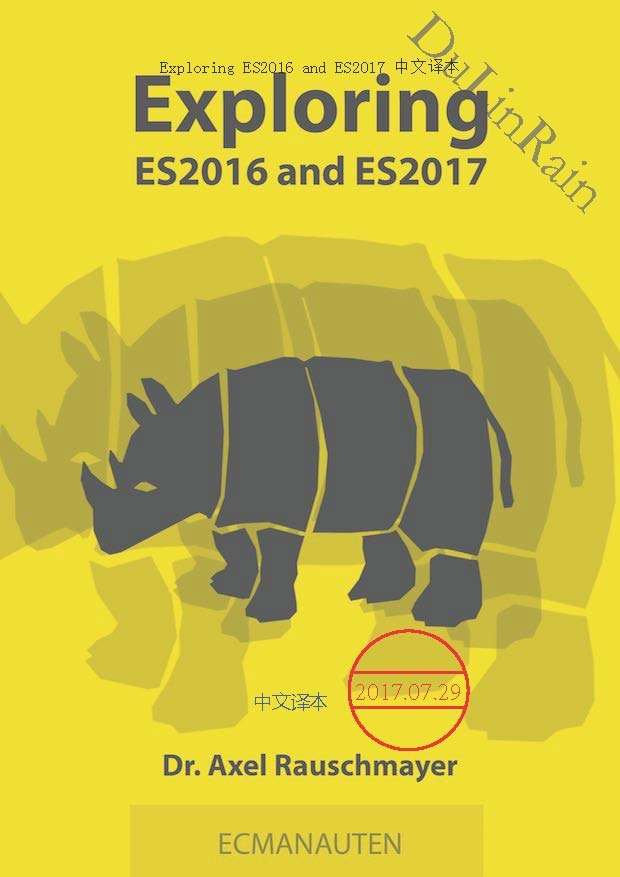 Exploring ES2016 and ES2017 中文译本
DuLinRain
Exploring
ES2016 and ES2017
中文译本
2017.07.29
Dr. Axel Rauschmayer
ECMANAUTEN